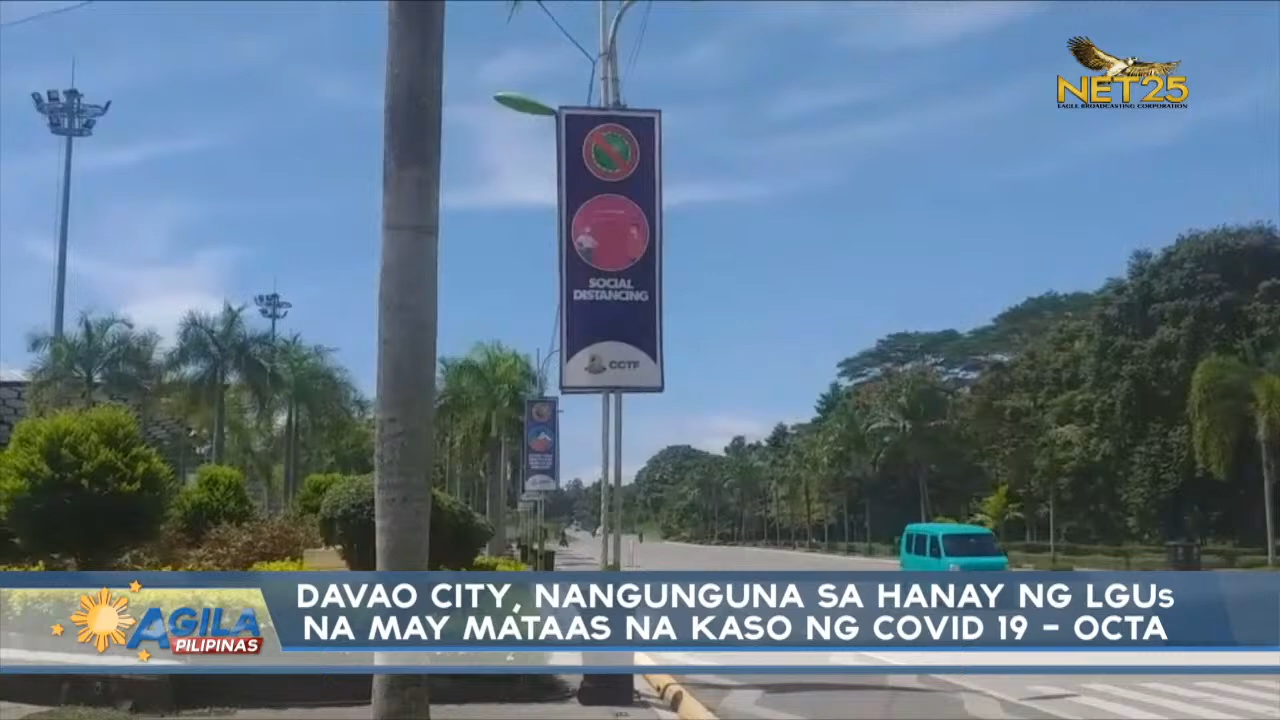 NET25
EAGLE BROADCASTING CORPORATION
SOCIAL
DISTANCING
CCTF
DAVAO CITY, NANGUNGUNA SA HANAY NG LGUs
NA MAY MATAAS NA KASO NG COVID 19 - OCTA
AGILA
PILIPINAS